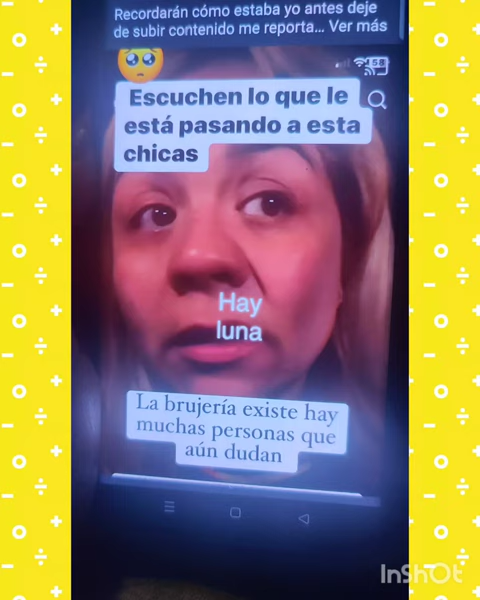 Recordarán cómo estaba yo antes deje
de subir contenido me reporta... Ver más
58
Escuchen lo que le
está pasando a esta
chicas
Hay
luna
La brujería existe hay
muchas personas que
aún dudan
InShOt